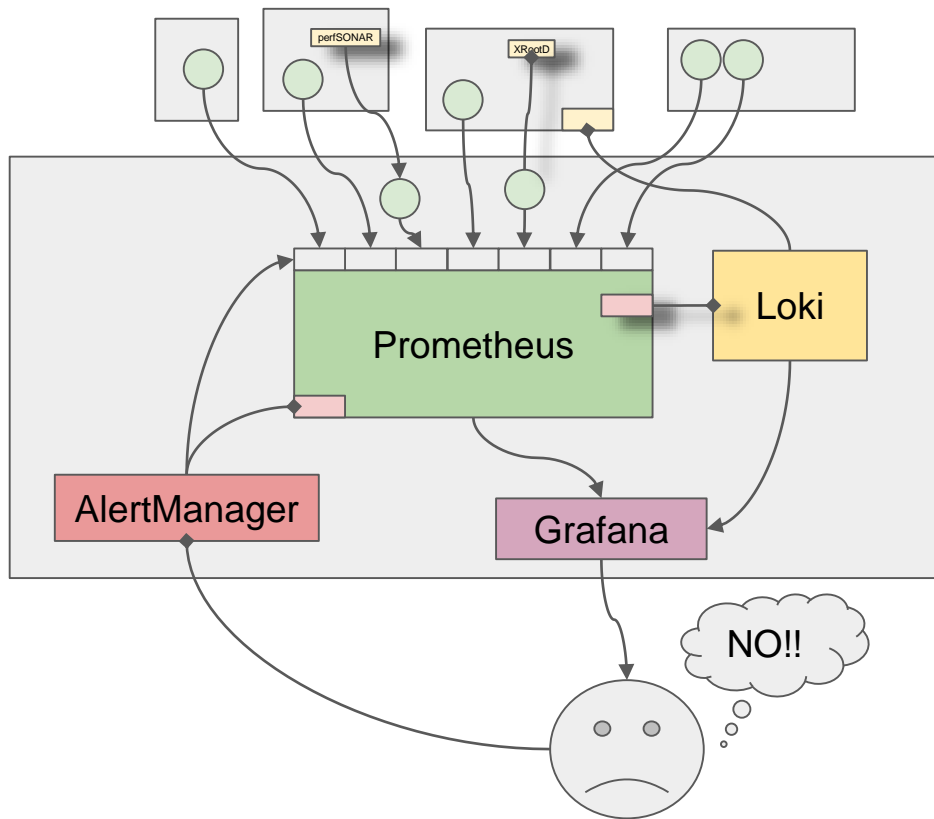 perfSONAR
XRootD
Loki
Prometheus
AlertManager
Grafana
NO!!